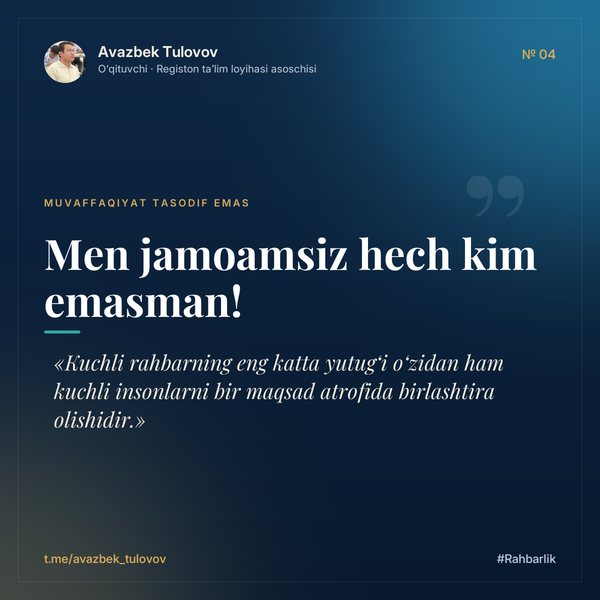 Avazbek Tulovov
O‘qituvchi · Registon ta’lim loyihasi asoschisi
№ 04
MUVAFFAQIYAT TASODIF EMAS
”
Men jamoamsiz hech kim
emasman!
«Kuchli rahbarning eng katta yutug‘i o‘zidan ham
kuchli insonlarni bir maqsad atrofida birlashtira
olishidir.»
t.me/avazbek_tulovov
#Rahbarlik